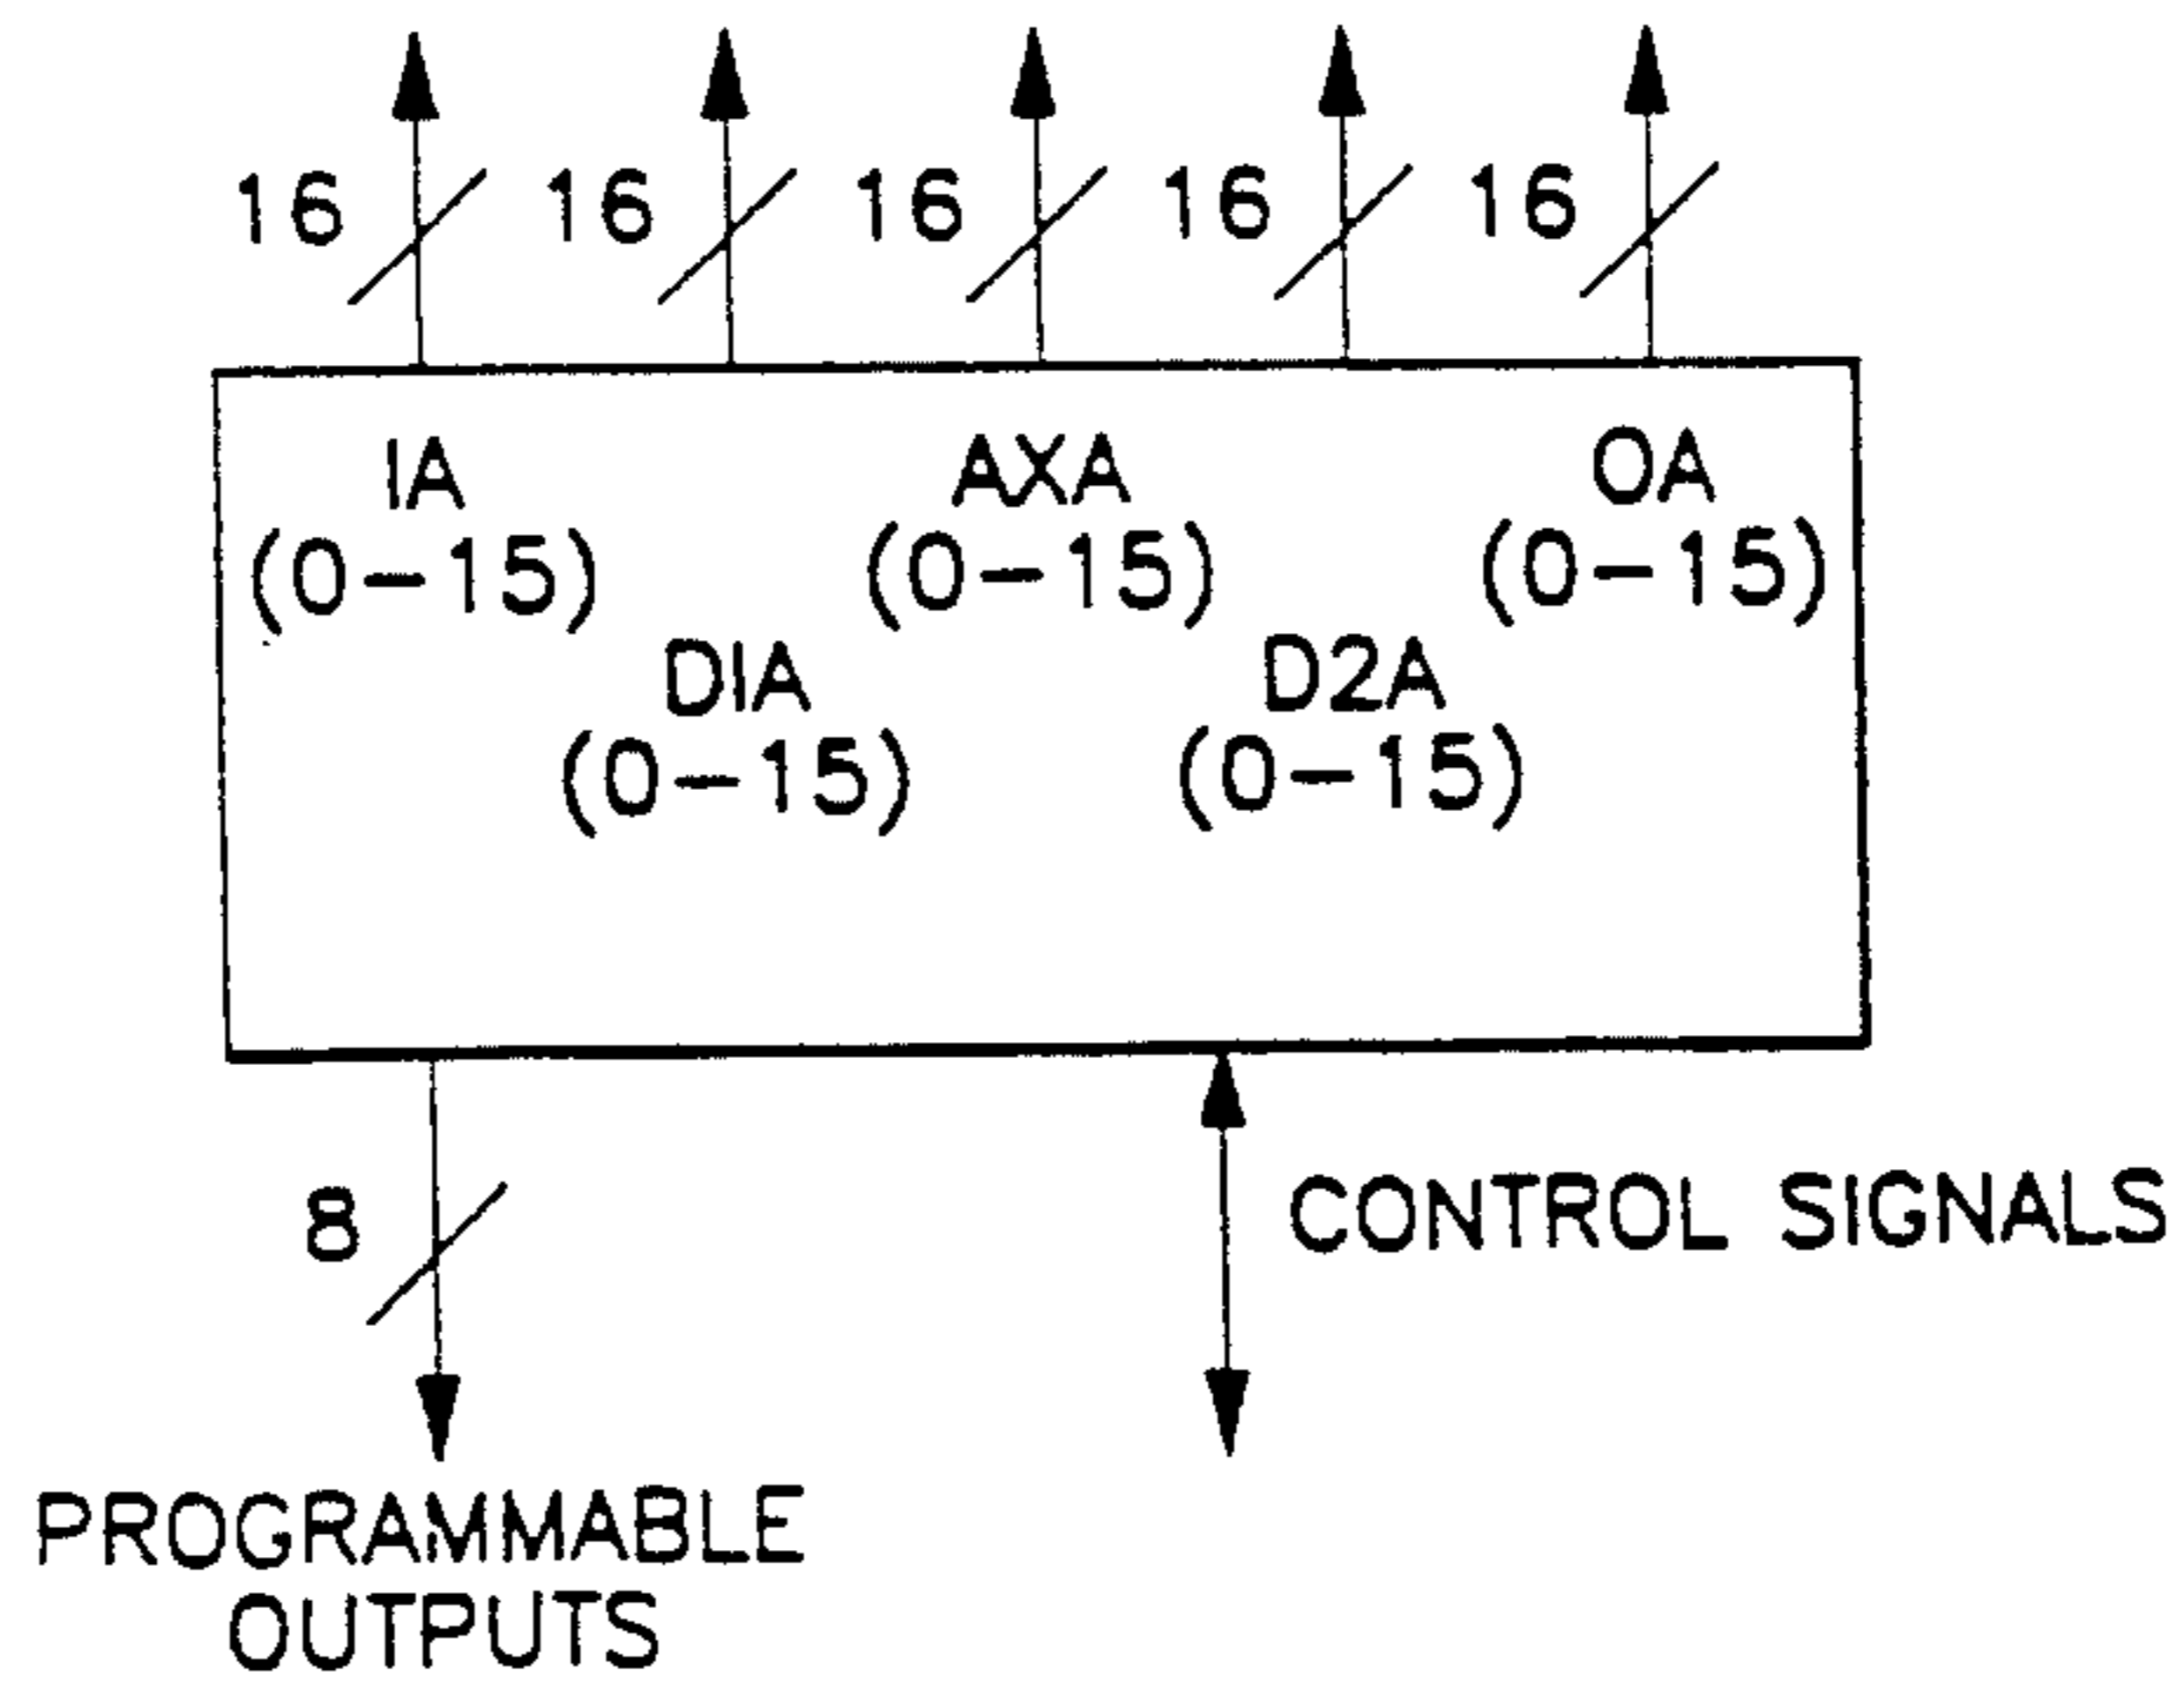 16 16 16 16 16
IA AXA OA
(0-15) (0-15) (0-15)
DIA D2A
(0-15) (0-15)
8 CONTROL SIGNALS
PROGRAMMABLE
OUTPUTS